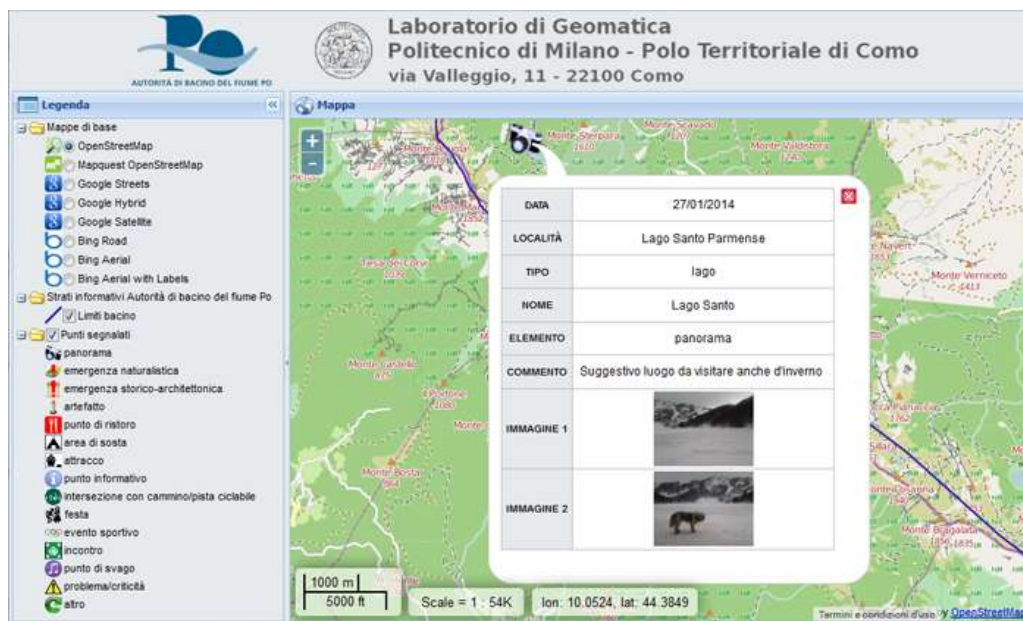 AUTORITÀ DI BACINO DEL FIUME PO
Laboratorio di Geomatica
Politecnico di Milano - Polo Territoriale di Como
via Valleggio, 11 - 22100 Como
Legenda
Mappe di base
OpenStreetMap
Mapquest OpenStreetMap
Google Streets
Google Hybrid
Google Satellite
Bing Road
Bing Aerial
Bing Aerial with Labels
Strati informativi Autorità di bacino del fiume Po
Limiti bacino
Punti segnalati
panorama
emergenza naturalistica
emergenza storico-architettonica
artefatto
punto di ristoro
area di sosta
attracco
punto informativo
intersezione con cammino/pista ciclabile
festa
evento sportivo
incontro
punto di svago
problema/criticità
altro
Mappa
+
-
Monte Sterpara
1610
DATA 27/01/2014
LOCALITÀ Lago Santo Parmense
TIPO lago
NOME Lago Santo
ELEMENTO panorama
COMMENTO Suggestivo luogo da visitare anche d'inverno
IMMAGINE 1
IMMAGINE 2
Monte Verniceto
1413
Monte Castello
Monte Bosta
1000 m
5000 ft
Scale = 1 : 54K
lon: 10.0524, lat: 44.3849
Termini e condizioni d'uso
y OpenStreetMap